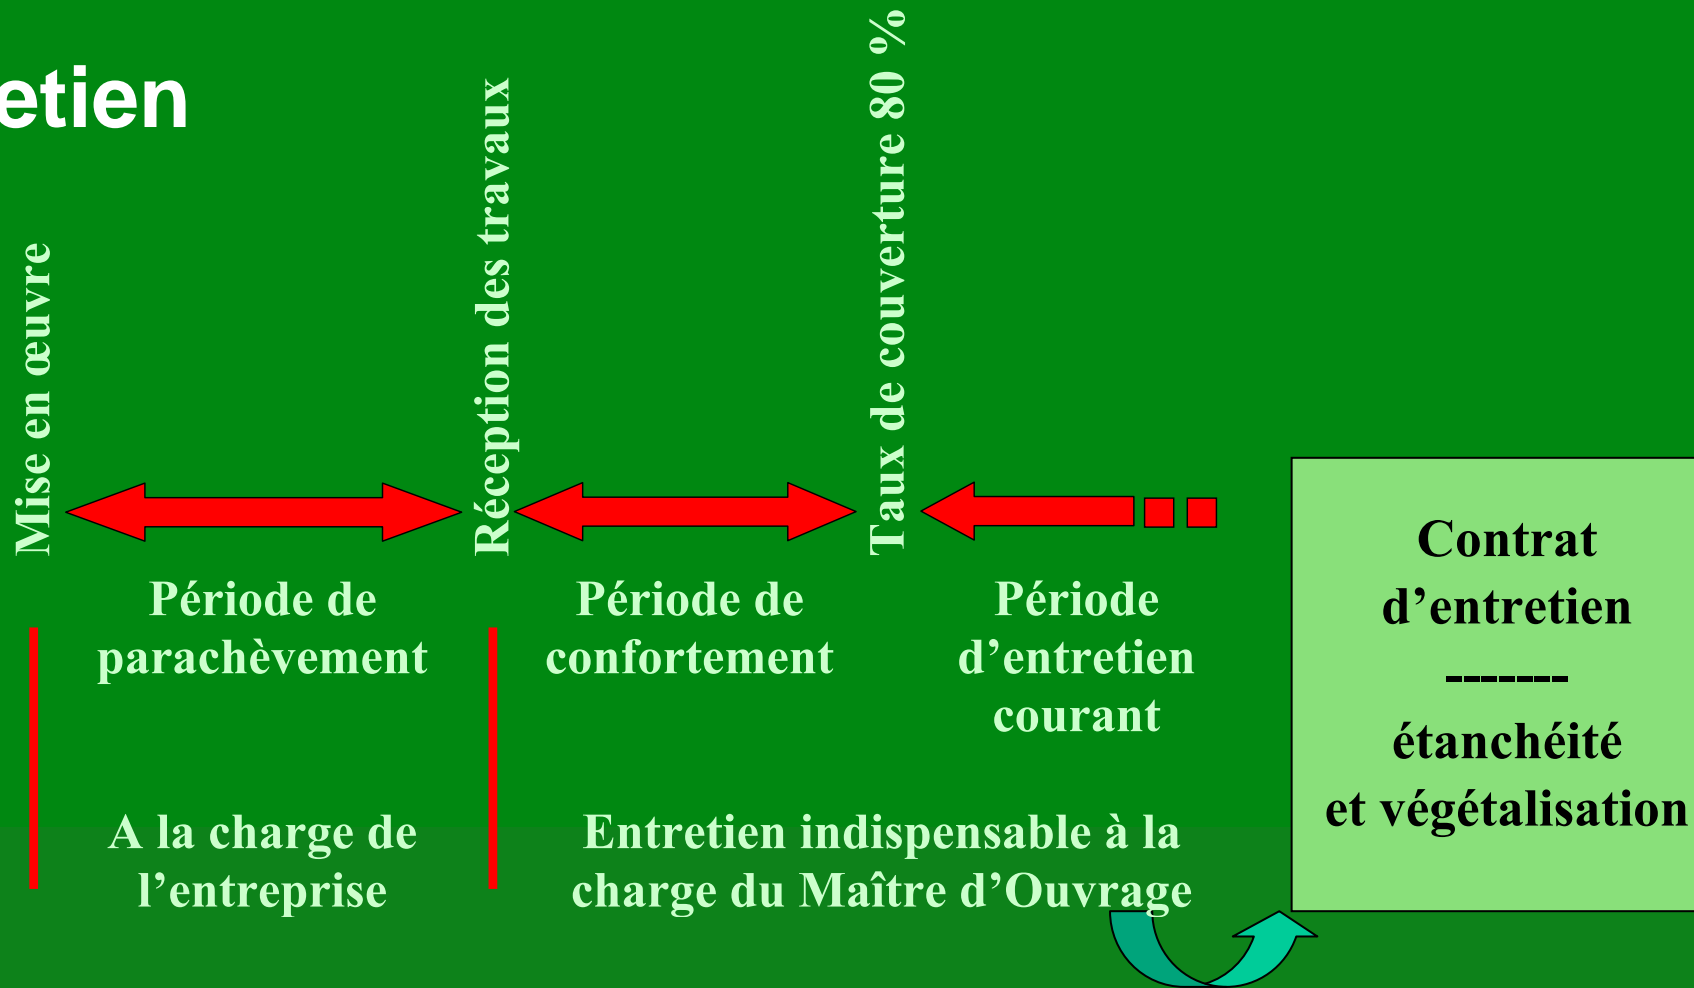 etien
Mise en œuvre
Réception des travaux
Taux de couverture 80 %
Période de
parachèvement
Période de
confortement
Période
d’entretien
courant
A la charge de
l’entreprise
Entretien indispensable à la
charge du Maître d’Ouvrage
Contrat
d’entretien
-------
étanchéité
et végétalisation